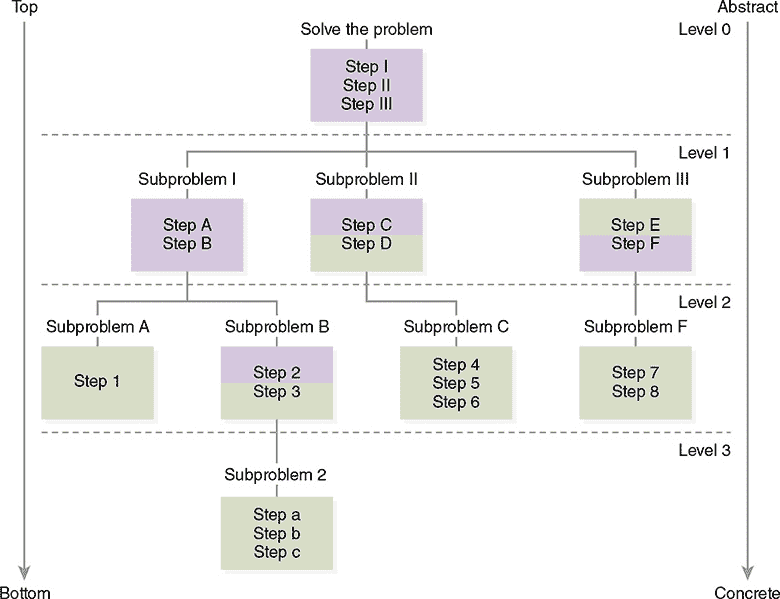 Top
Abstract
Solve the problem
Level 0
Step I
Step II
Step III
Level 1
Subproblem I
Subproblem II
Subproblem III
Step A
Step B
Step C
Step D
Step E
Step F
Level 2
Subproblem A
Subproblem B
Subproblem C
Subproblem F
Step 1
Step 2
Step 3
Step 4
Step 5
Step 6
Step 7
Step 8
Level 3
Subproblem 2
Step a
Step b
Step c
Bottom
Concrete